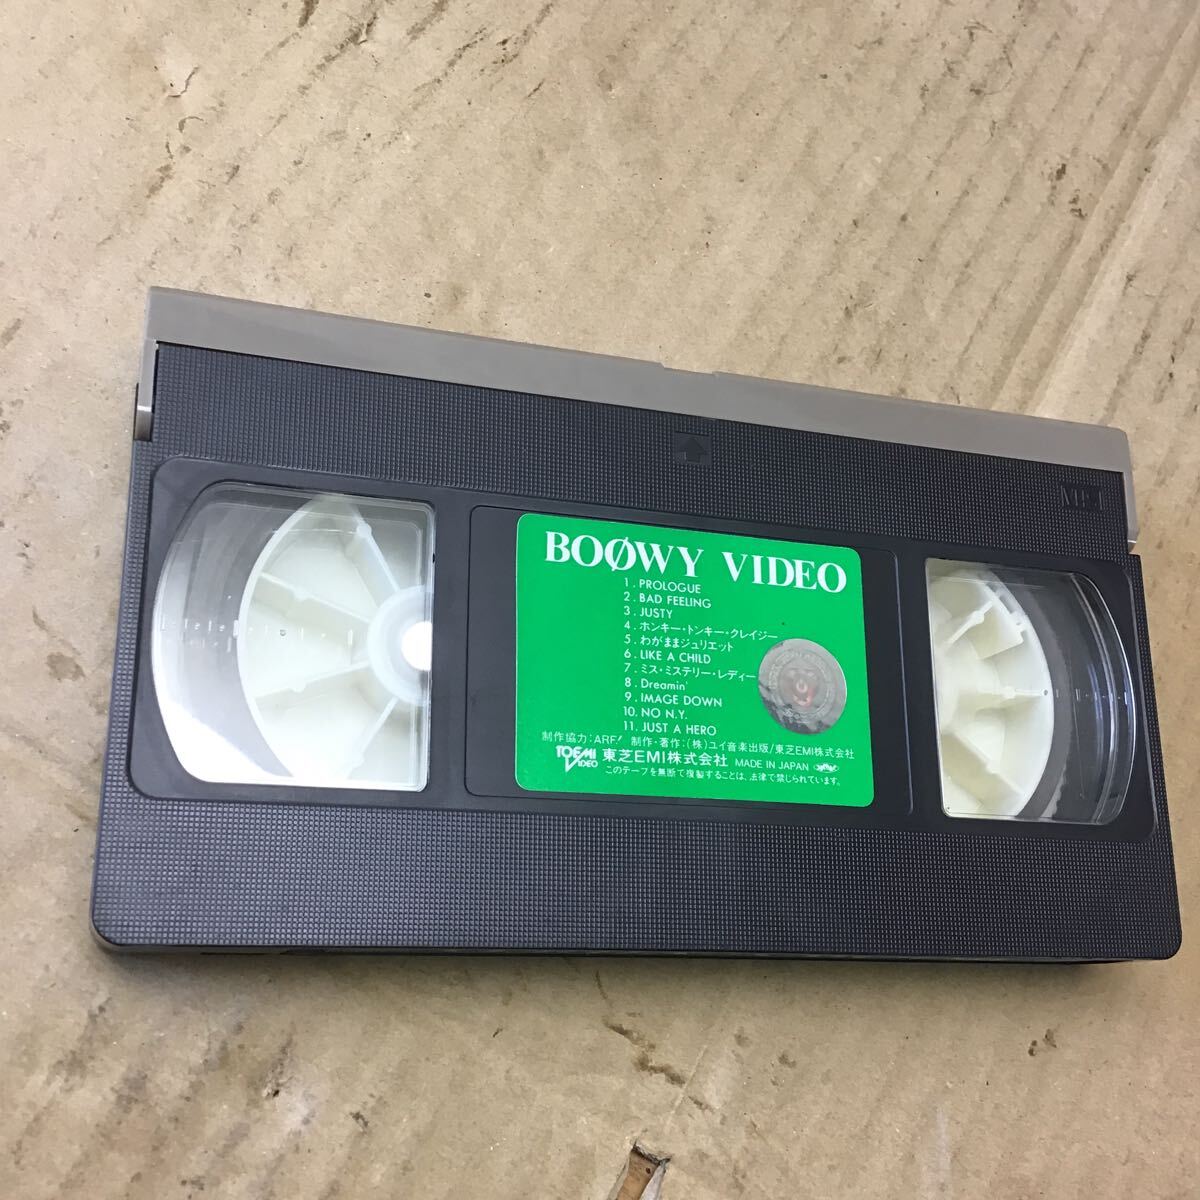 BOØWY VIDEO
1. PROLOGUE
2. BAD FEELING
3. JUSTY
4. ホンキー・トンキー・クレイジー
5. わがままジュリエット
6. LIKE A CHILD
7. ミス・ミステリー・レディー
8. Dreamin'
9. IMAGE DOWN
10. NO N.Y.
11. JUST A HERO
制作協力:ARF! 制作・著作:(株)ユイ音楽出版/東芝EMI株式会社
TOEMI VIDEO 東芝EMI株式会社 MADE IN JAPAN
このテープを無断で複製することは、法律で禁じられています。